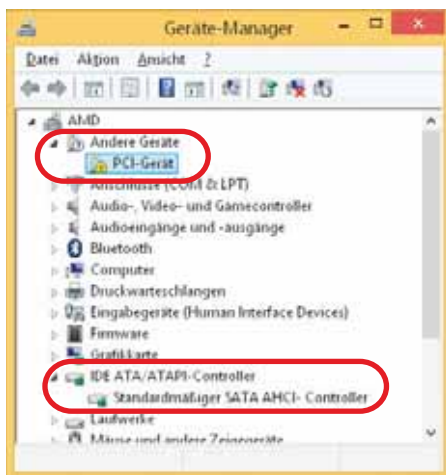 Geräte-Manager
Datei Aktion Ansicht ?
AMD
Andere Geräte
PCI-Gerät
Anschlüsse (COM & LPT)
Audio-, Video- und Gamecontroller
Audioeingänge und -ausgänge
Bluetooth
Computer
Druckwarteschlangen
Eingabegeräte (Human Interface Devices)
Firmware
Grafikkarte
IDE ATA/ATAPI-Controller
Standardmäßiger SATA AHCI- Controller
Laufwerke
Mäuse und andere Zeigegeräte